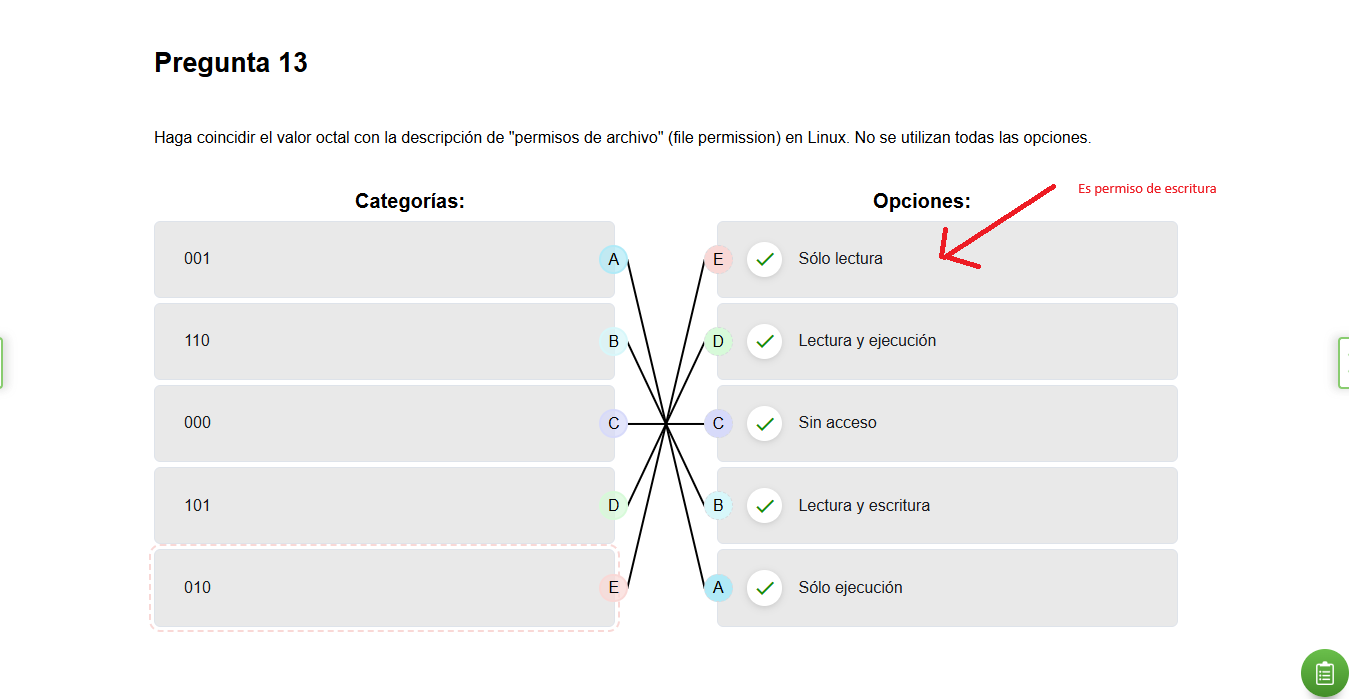 Pregunta 13
Haga coincidir el valor octal con la descripción de "permisos de archivo" (file permission) en Linux. No se utilizan todas las opciones.
Es permiso de escritura
Categorías: Opciones:
001 A E Sólo lectura
110 B D Lectura y ejecución
000 C C Sin acceso
101 D B Lectura y escritura
010 E A Sólo ejecución